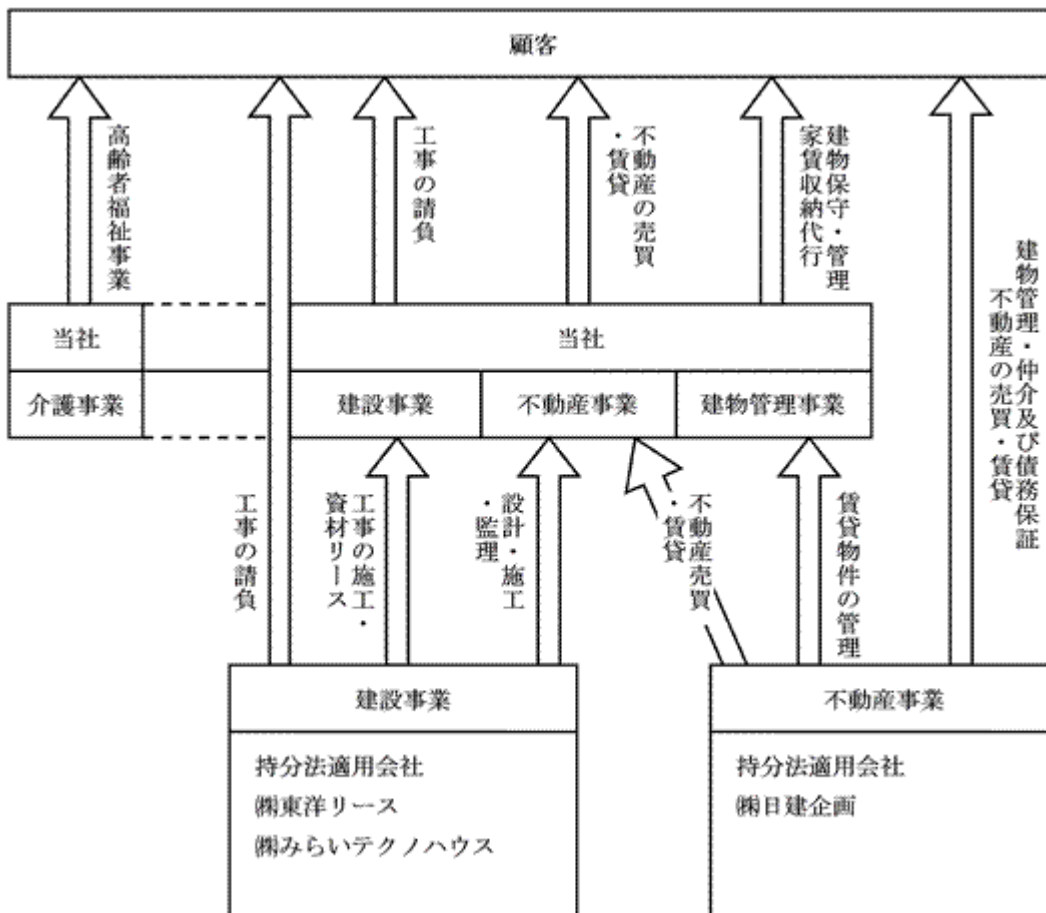 顧客
高齢者福祉事業
工事の請負
不動産の売買
・賃貸
建物保守・管理
家賃収納代行
建物管理・仲介及び債務保証
不動産の売買・賃貸
当社
当社
介護事業
建設事業
不動産事業
建物管理事業
工事の請負
工事の施工・
資材リース
設計・施工
・監理
不動産売買
・賃貸
賃貸物件の管理
建設事業
持分法適用会社
㈱東洋リース
㈱みらいテクノハウス
不動産事業
持分法適用会社
㈱日建企画